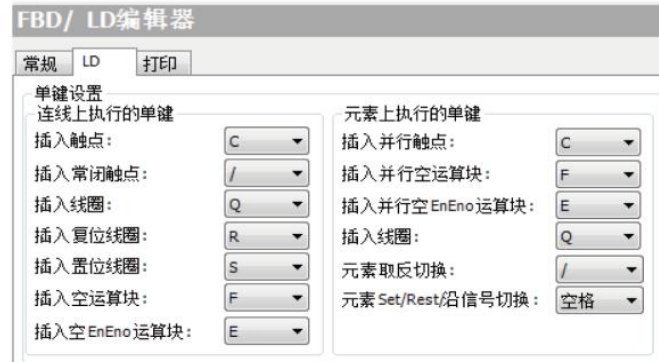 FBD/ LD编辑器
常规 LD 打印
单键设置
连线上执行的单键
插入触点: C
插入常闭触点: /
插入线圈: Q
插入复位线圈: R
插入置位线圈: S
插入空运算块: F
插入空EnEno运算块: E
元素上执行的单键
插入并行触点: C
插入并行空运算块: F
插入并行空EnEno运算块: E
插入线圈: Q
元素取反切换: /
元素Set/Rest/沿信号切换: 空格